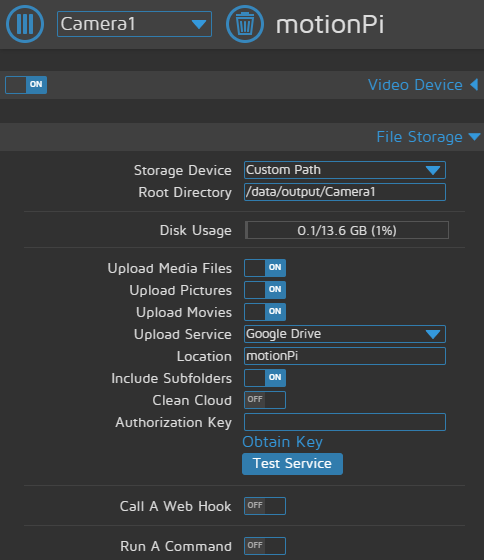 Camera1 motionPi
ON Video Device
File Storage
Storage Device Custom Path
Root Directory /data/output/Camera1
Disk Usage 0.1/13.6 GB (1%)
Upload Media Files ON
Upload Pictures ON
Upload Movies ON
Upload Service Google Drive
Location motionPi
Include Subfolders ON
Clean Cloud OFF
Authorization Key
Obtain Key
Test Service
Call A Web Hook OFF
Run A Command OFF